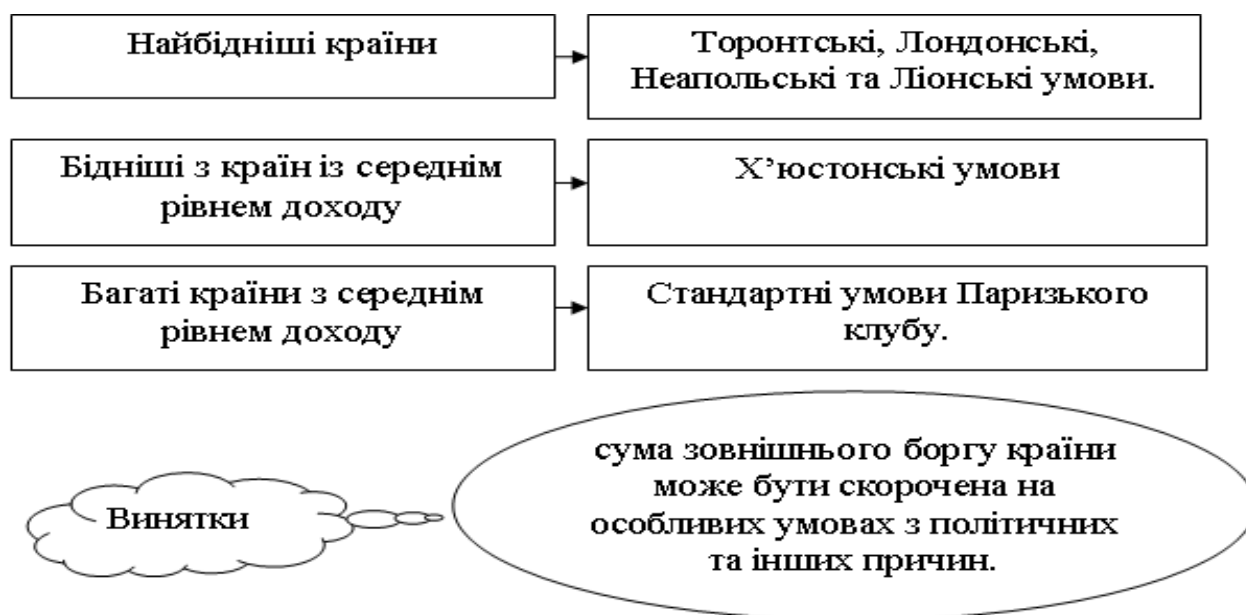 Найбідніші країни
Торонтські, Лондонські,
Неапольські та Ліонські умови.
Бідніші з країн із середнім
рівнем доходу
Х’юстонські умови
Багаті країни з середнім
рівнем доходу
Стандартні умови Паризького
клубу.
Винятки
сума зовнішнього боргу країни
може бути скорочена на
особливих умовах з політичних
та інших причин.